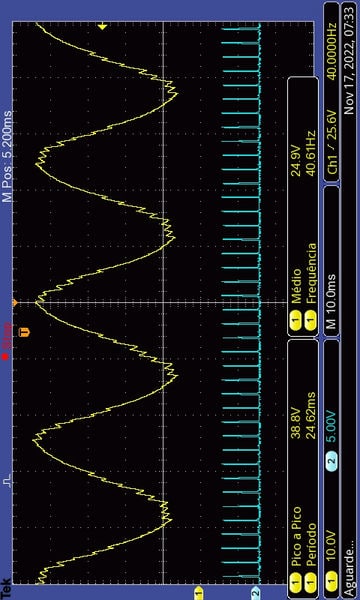 Tek Stop M Pos: 5.200ms
T
1
2
1 Pico a Pico 38.8V 1 Médio 24.9V
1 Período 24.62ms 1 Frequência 40.61Hz
1 10.0V 2 5.00V M 10.0ms Ch1 25.6V 40.0000Hz
Aguarde... Nov 17, 2022, 07:33